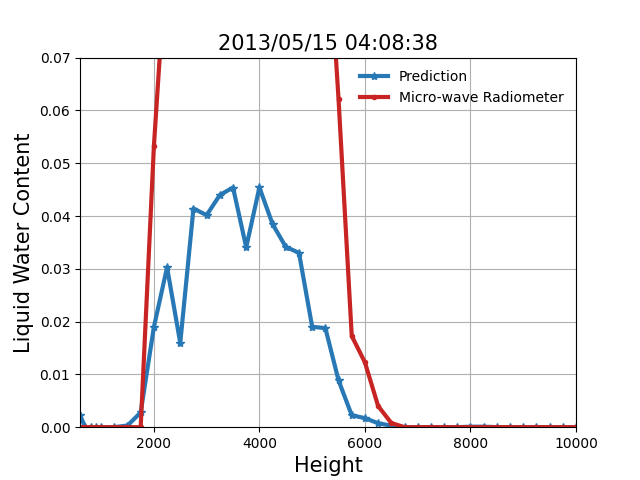 2013/05/15 04:08:38
0.07
0.06
0.05
0.04
0.03
0.02
0.01
0.00
Liquid Water Content
Prediction
Micro-wave Radiometer
2000 4000 6000 8000 10000
Height